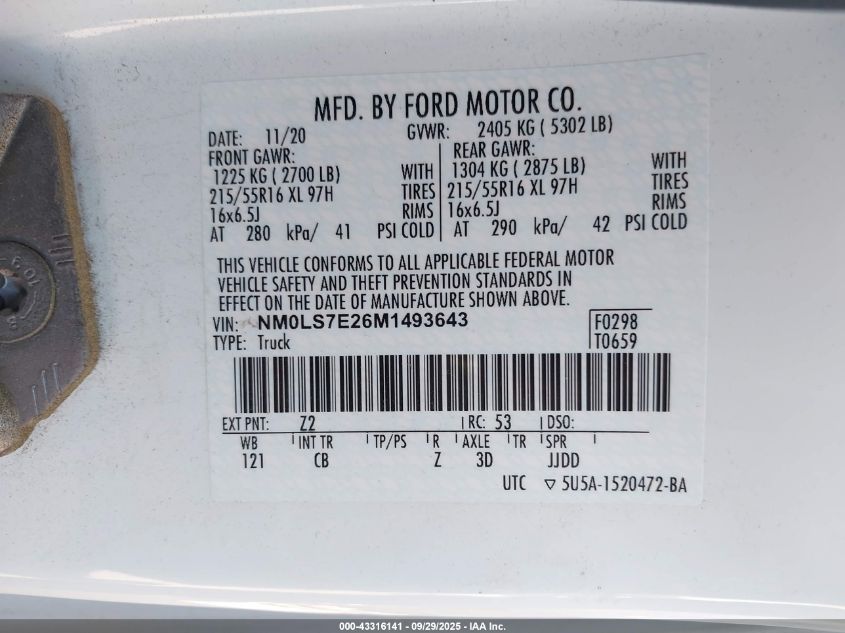 MFD. BY FORD MOTOR CO.
DATE: 11/20 GVWR: 2405 KG ( 5302 LB)
FRONT GAWR: REAR GAWR:
1225 KG ( 2700 LB) WITH 1304 KG ( 2875 LB) WITH
215/55R16 XL 97H TIRES 215/55R16 XL 97H TIRES
16x6.5J RIMS 16x6.5J RIMS
AT 280 kPa/ 41 PSI COLD AT 290 kPa/ 42 PSI COLD
THIS VEHICLE CONFORMS TO ALL APPLICABLE FEDERAL MOTOR
VEHICLE SAFETY AND THEFT PREVENTION STANDARDS IN
EFFECT ON THE DATE OF MANUFACTURE SHOWN ABOVE.
VIN: NM0LS7E26M1493643 F0298
TYPE: Truck T0659
EXT PNT: Z2 RC: 53 DSO:
WB INT TR TP/PS R AXLE TR SPR
121 CB Z 3D JJDD
UTC ▽ 5U5A-1520472-BA
000-43316141 - 09/29/2025 - IAA Inc.